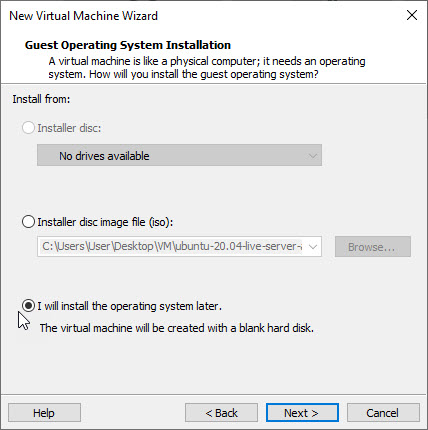 New Virtual Machine Wizard
Guest Operating System Installation
A virtual machine is like a physical computer; it needs an operating
system. How will you install the guest operating system?
Install from:
Installer disc:
No drives available
Installer disc image file (iso):
C:\Users\User\Desktop\VM\ubuntu-20.04-live-server-
Browse...
I will install the operating system later.
The virtual machine will be created with a blank hard disk.
Help
< Back
Next >
Cancel